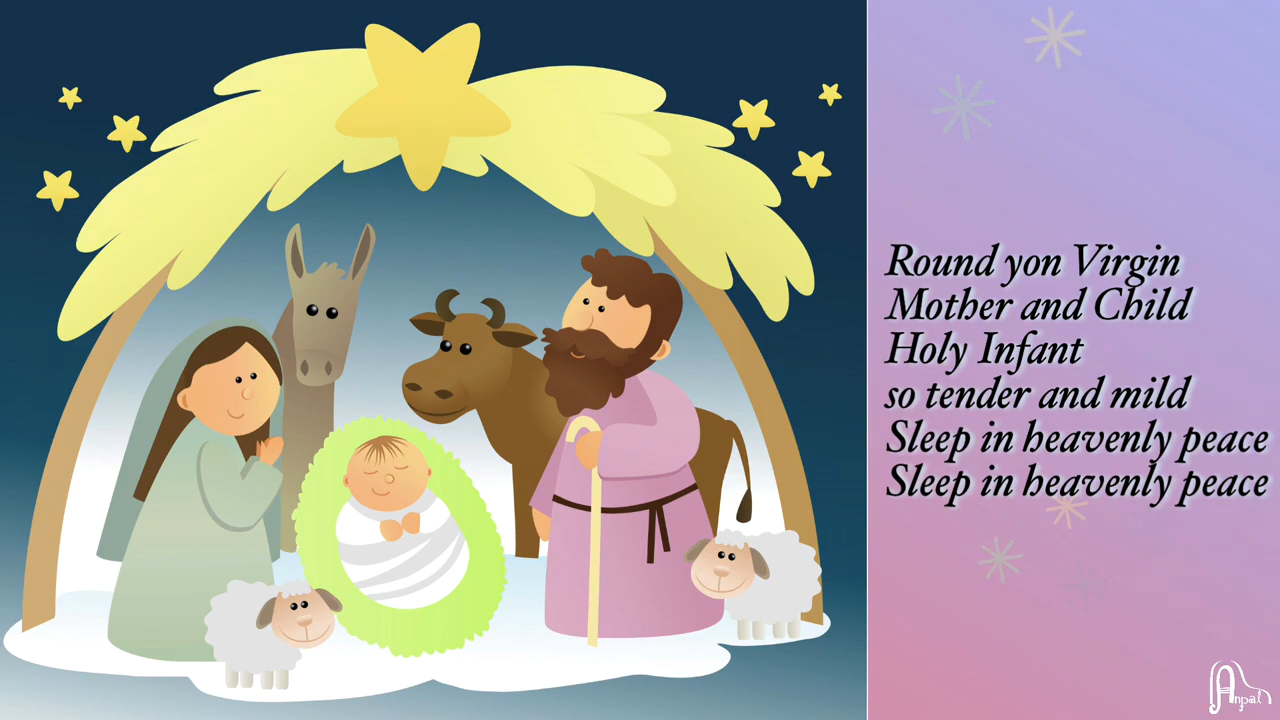 Round yon Virgin
Mother and Child
Holy Infant
so tender and mild
Sleep in heavenly peace
Sleep in heavenly peace
Anpal